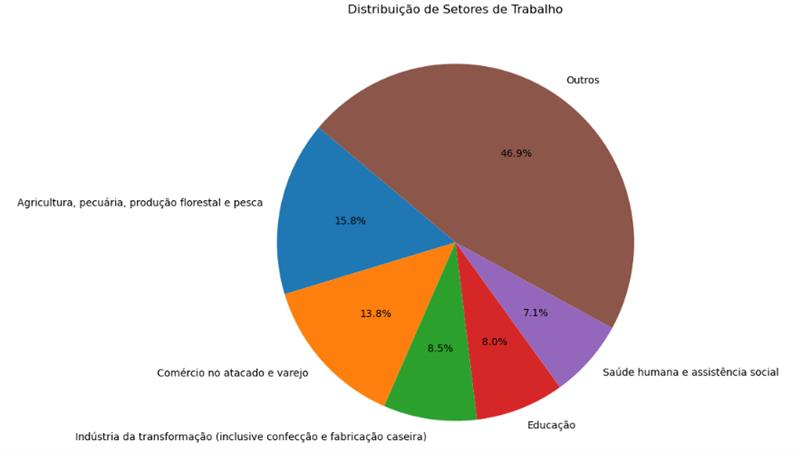 Distribuição de Setores de Trabalho
Outros
46.9%
Agricultura, pecuária, produção florestal e pesca
15.8%
13.8%
7.1%
8.5%
8.0%
Comércio no atacado e varejo
Saúde humana e assistência social
Educação
Indústria da transformação (inclusive confecção e fabricação caseira)